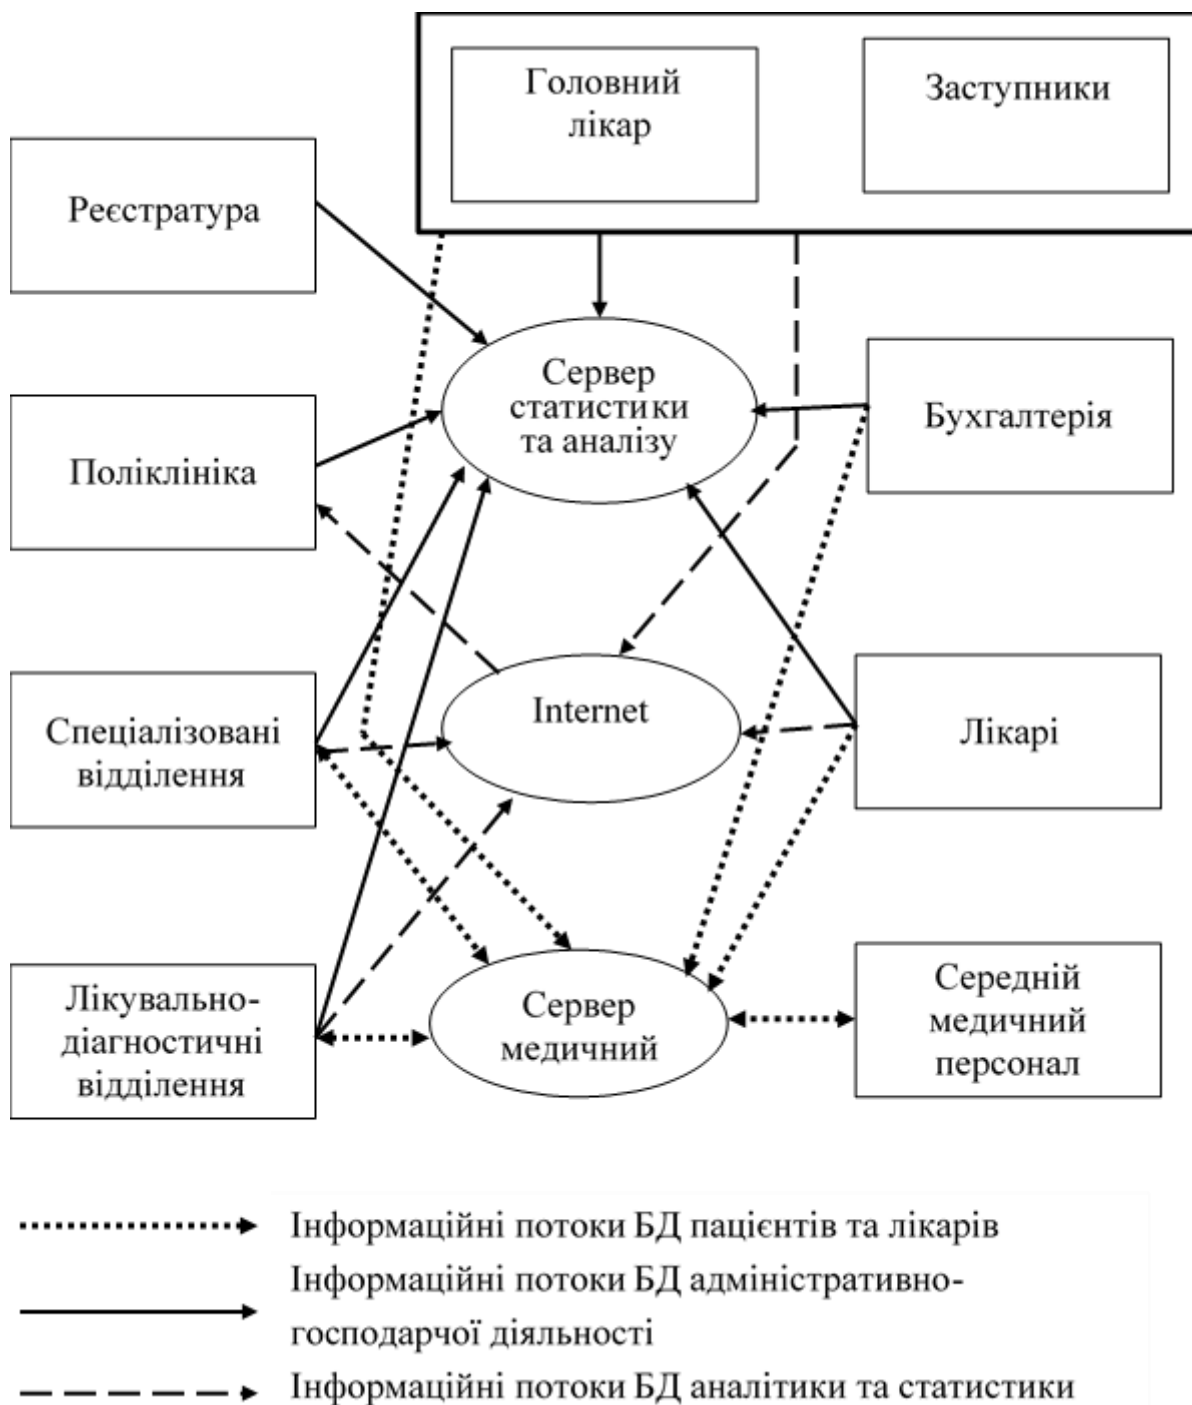 Головний
лікар
Заступники
Реєстратура
Сервер
статистики
та аналізу
Бухгалтерія
Поліклініка
Спеціалізовані
відділення
Internet
Лікарі
Лікувально-
діагностичні
відділення
Сервер
медичний
Середній
медичний
персонал
Інформаційні потоки БД пацієнтів та лікарів
Інформаційні потоки БД адміністративно-
господарчої діяльності
Інформаційні потоки БД аналітики та статистики